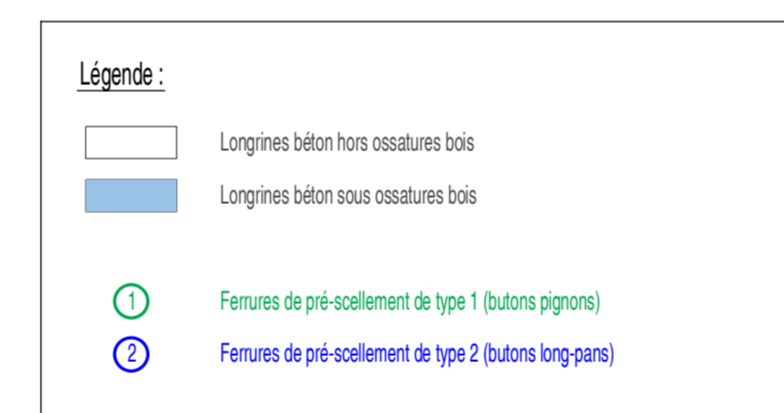 Légende :
Longrines béton hors ossatures bois
Longrines béton sous ossatures bois
1 Ferrures de pré-scellement de type 1 (butons pignons)
2 Ferrures de pré-scellement de type 2 (butons long-pans)